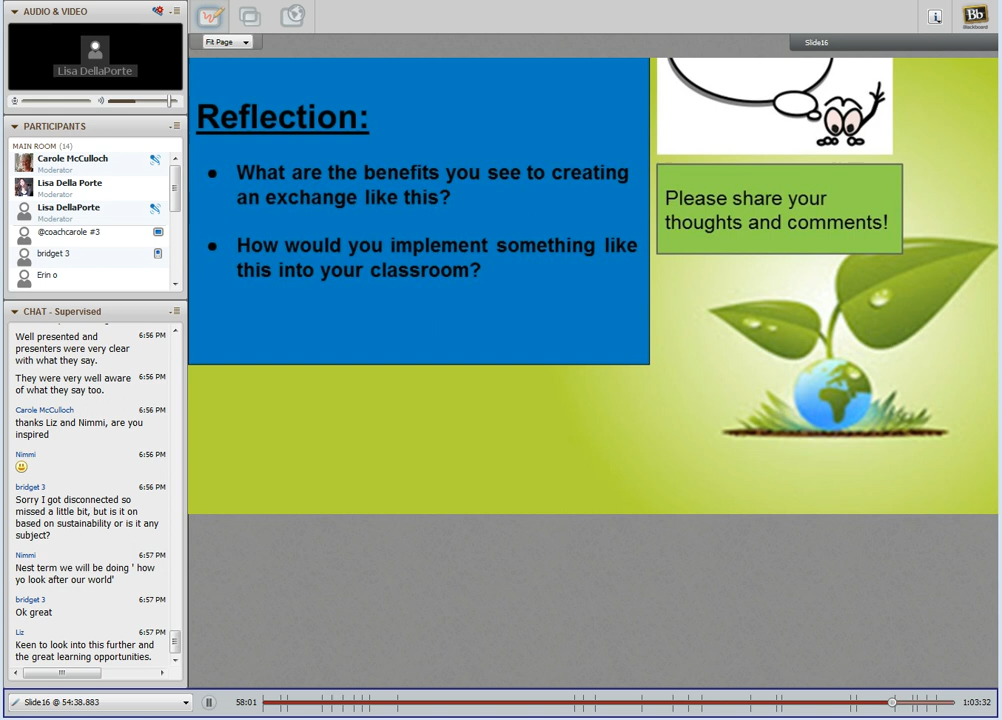 AUDIO & VIDEO
Lisa DellaPorte
PARTICIPANTS
MAIN ROOM (14)
Carole McCulloch
Moderator
Lisa Della Porte
Moderator
Lisa DellaPorte
Moderator
@coachcarole #3
bridget 3
Erin o
CHAT - Supervised
Well presented and 6:56 PM
presenters were very clear
with what they say.
They were very well aware 6:56 PM
of what they say too.
Carole McCulloch 6:56 PM
thanks Liz and Nimmi, are you
inspired
Nimmi 6:56 PM
bridget 3 6:56 PM
Sorry I got disconnected so
missed a little bit, but is it on
based on sustainability or is it any
subject?
Nimmi 6:57 PM
Nest term we will be doing ' how
yo look after our world'
bridget 3 6:57 PM
Ok great
Liz 6:57 PM
Keen to look into this further and
the great learning opportunities.
Fit Page
Slide16
Bb
Blackboard
Reflection:
• What are the benefits you see to creating
an exchange like this?
• How would you implement something like
this into your classroom?
Please share your
thoughts and comments!
Slide16 @ 54:38.883
58:01
1:03:32